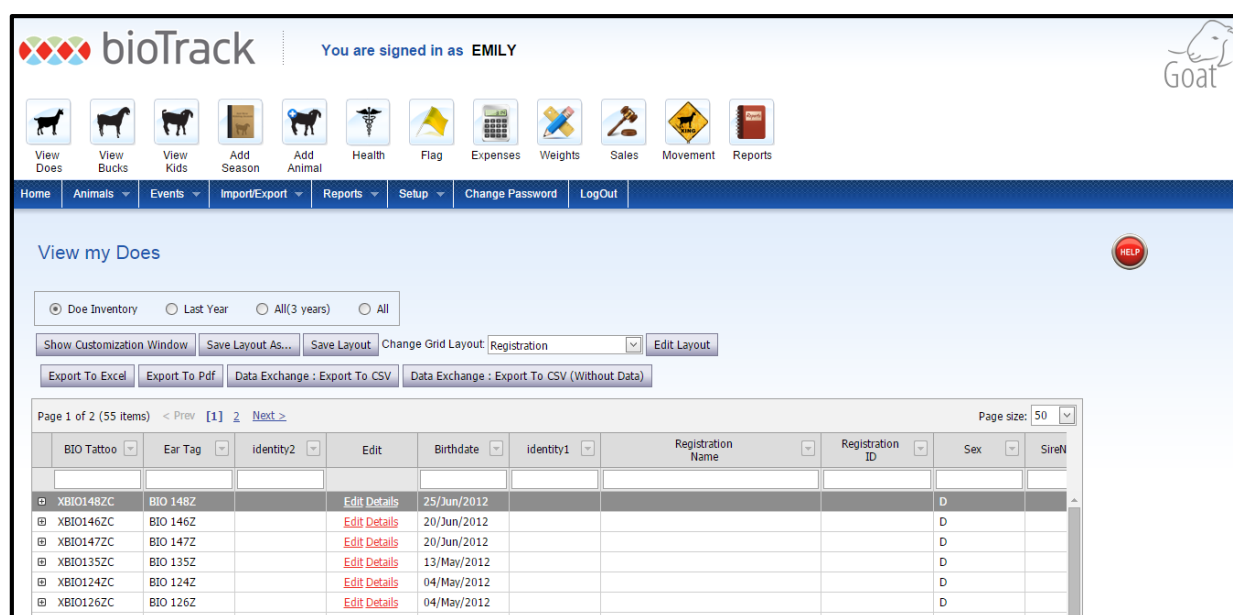 bioTrack
You are signed in as EMILY
Goat
View Does
View Bucks
View Kids
Add Season
Add Animal
Health
Flag
Expenses
Weights
Sales
Movement
Reports
Home Animals Events Import/Export Reports Setup Change Password LogOut
View my Does
HELP
Doe Inventory Last Year All(3 years) All
Show Customization Window Save Layout As... Save Layout Change Grid Layout: Registration Edit Layout
Export To Excel Export To Pdf Data Exchange : Export To CSV Data Exchange : Export To CSV (Without Data)
Page 1 of 2 (55 items) < Prev [1] 2 Next > Page size: 50
BIO Tattoo Ear Tag identity2 Edit Birthdate identity1 Registration Name Registration ID Sex SireN
XBIO148ZC BIO 148Z Edit Details 25/Jun/2012 D
XBIO146ZC BIO 146Z Edit Details 20/Jun/2012 D
XBIO147ZC BIO 147Z Edit Details 20/Jun/2012 D
XBIO135ZC BIO 135Z Edit Details 13/May/2012 D
XBIO124ZC BIO 124Z Edit Details 04/May/2012 D
XBIO126ZC BIO 126Z Edit Details 04/May/2012 D